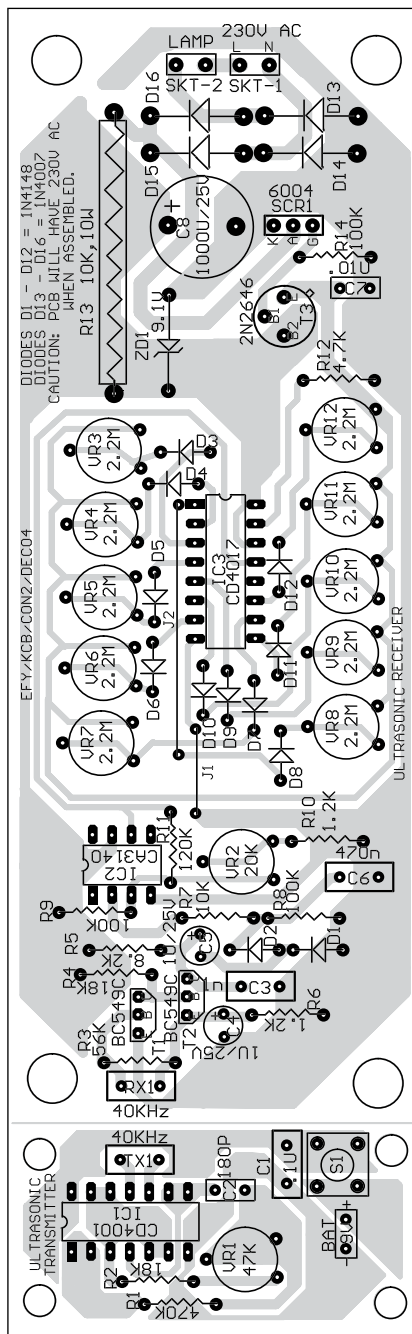 230V AC
LAMP
L N
SKT-2
SKT-1
D16
D13
D15
D14
DIODES D1 - D12 = 1N4148
DIODES D13 - D16 = 1N4007
CAUTION: PCB WILL HAVE 230V AC
WHEN ASSEMBLED.
R13 10K,10W
+
C8
1000U/25V
6004
SCR1
K A G
R14
100K
.01U
C7
ZD1
9.1V
2N2646
B1
E
B2
T3
R12
4.7K
VR3
2.2M
D3
D4
VR12
2.2M
VR4
2.2M
VR11
2.2M
IC3
CD4017
VR5
2.2M
D5
J2
D12
VR10
2.2M
VR6
2.2M
D6
D11
VR9
2.2M
D10
D9
D7
VR7
2.2M
D8
VR8
2.2M
EFY/KCB/CON2/DEC04
ULTRASONIC RECEIVER
J1
IC2
CA3140
R11
120K
VR2
20K
R10
1.2K
470n
C9
R9
100K
R7
10K
R8
100K
R5
8.2K
+
C5
D2
D1
R4
18K
BC549C
B
E
T1
BC549C
B
T2
C3
R3
56K
+
C4
1U/25V
R6
1.2K
RX1
40KHz
40KHz
TX1
180P
C2
C1
.1U
S1
ULTRASONIC
TRANSMITTER
IC1
CD4001
VR1
47K
BAT
+
9V
-
R2
18K
R1
470K